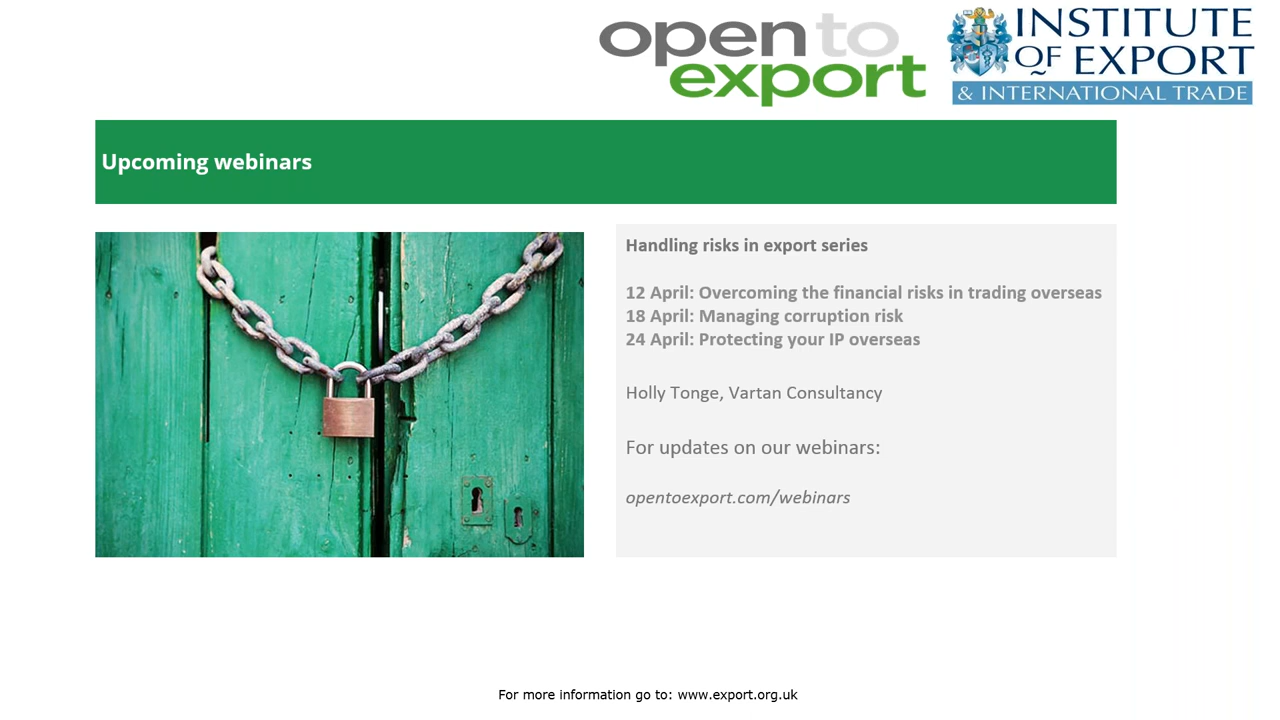 open to
export
INSTITUTE
OF EXPORT
& INTERNATIONAL TRADE
Upcoming webinars
Handling risks in export series
12 April: Overcoming the financial risks in trading overseas
18 April: Managing corruption risk
24 April: Protecting your IP overseas
Holly Tonge, Vartan Consultancy
For updates on our webinars:
opentoexport.com/webinars
For more information go to: www.export.org.uk